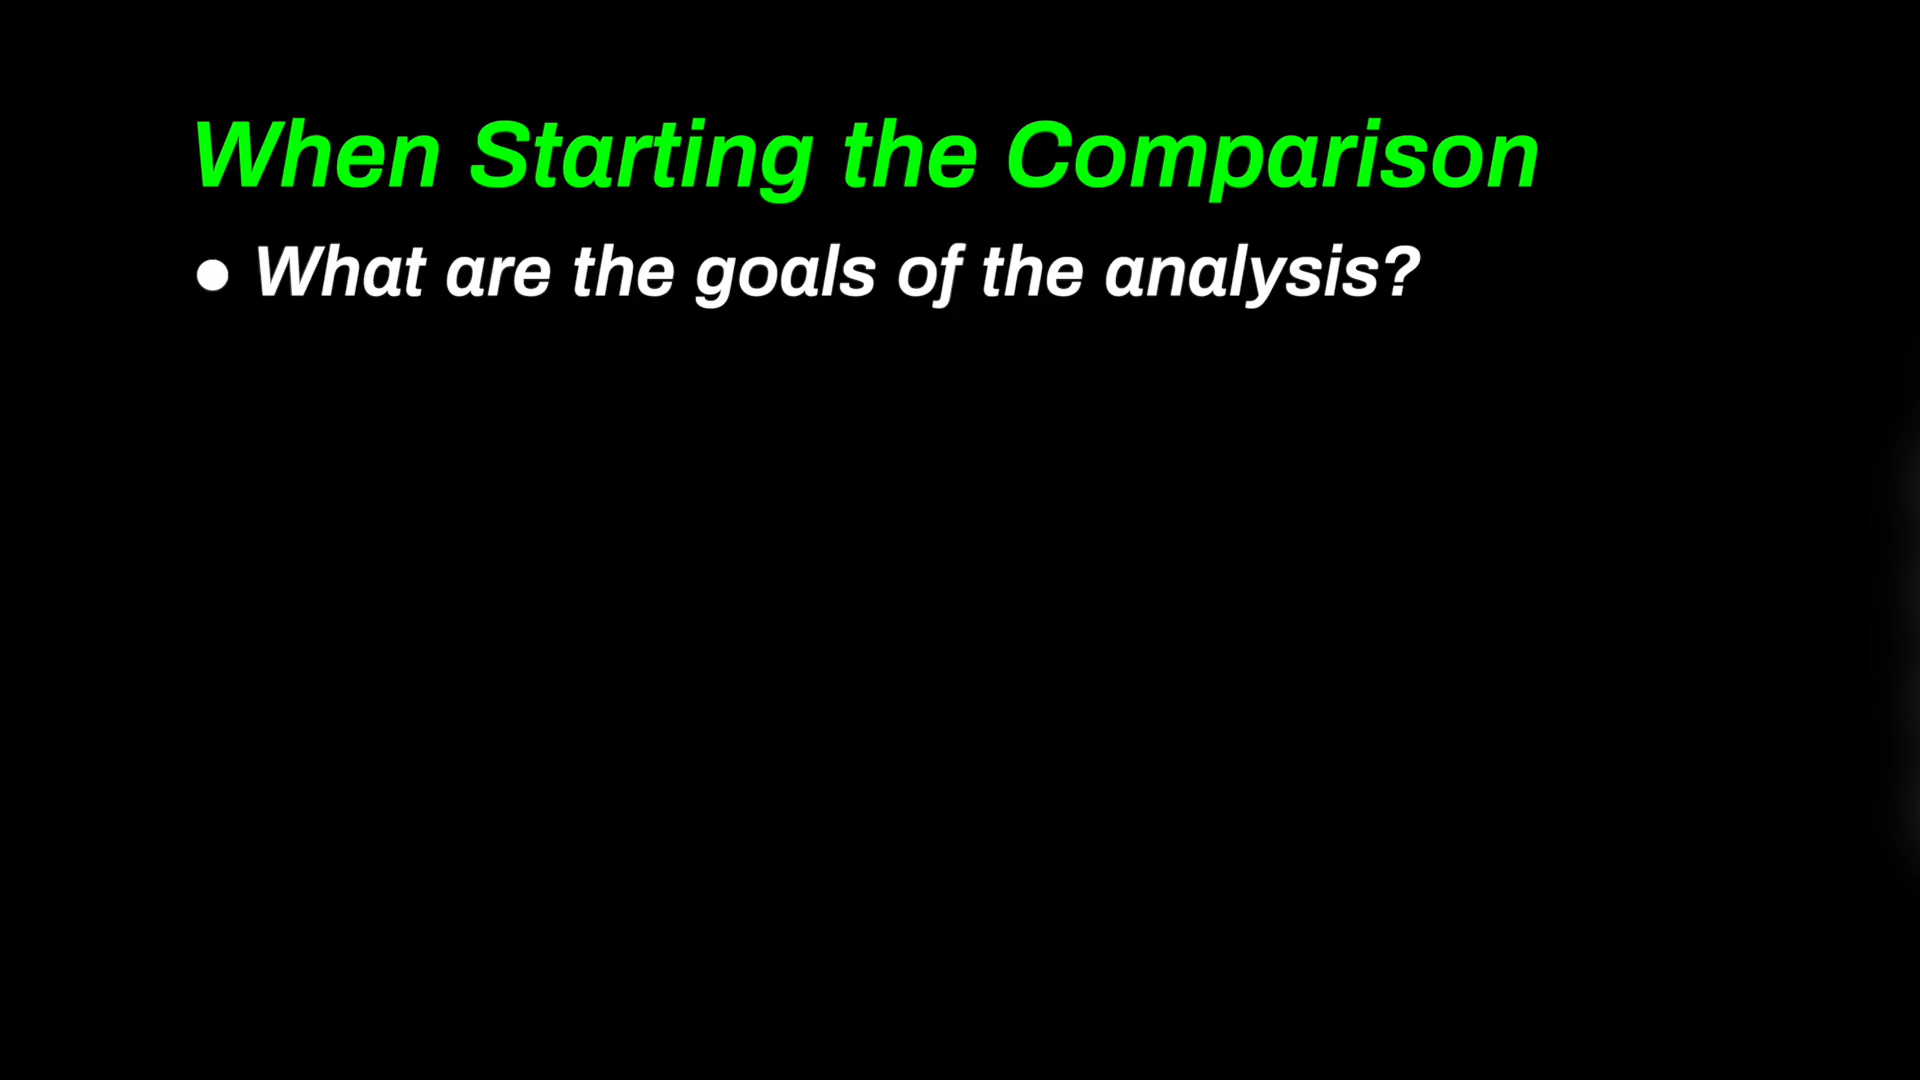 When Starting the Comparison
● What are the goals of the analysis?